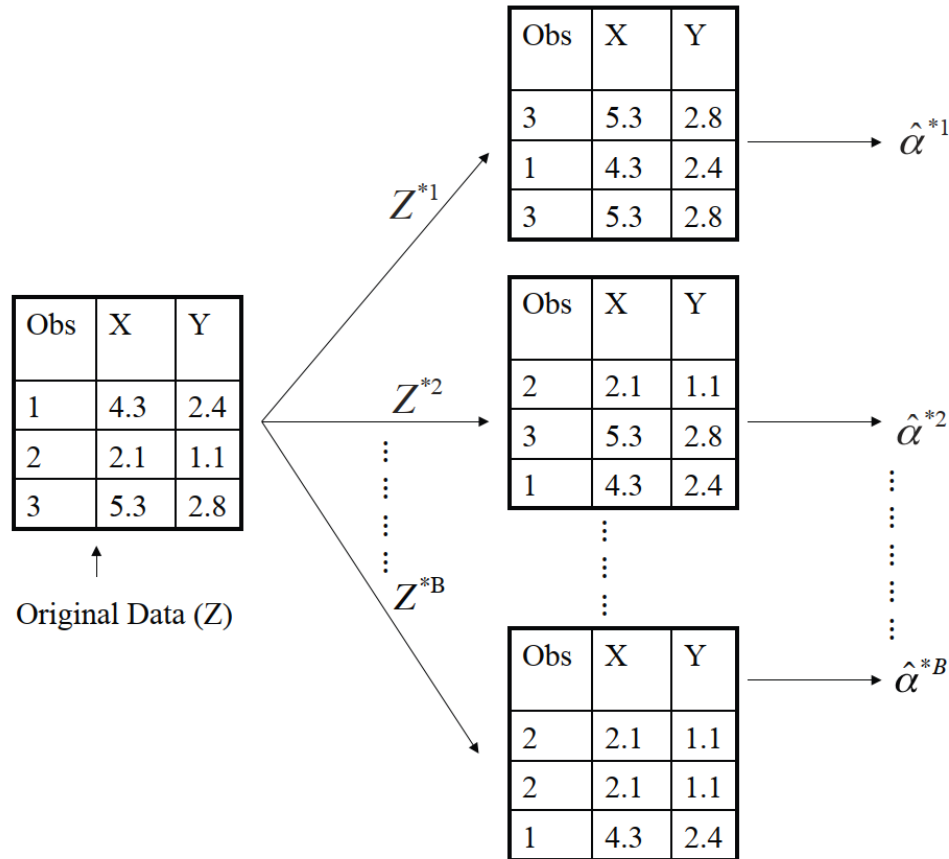 Obs X Y
3 5.3 2.8
1 4.3 2.4
3 5.3 2.8
α̂*1
Z*1
Obs X Y
1 4.3 2.4
2 2.1 1.1
3 5.3 2.8
Original Data (Z)
Z*2
Obs X Y
2 2.1 1.1
3 5.3 2.8
1 4.3 2.4
α̂*2
Z*B
Obs X Y
2 2.1 1.1
2 2.1 1.1
1 4.3 2.4
α̂*B